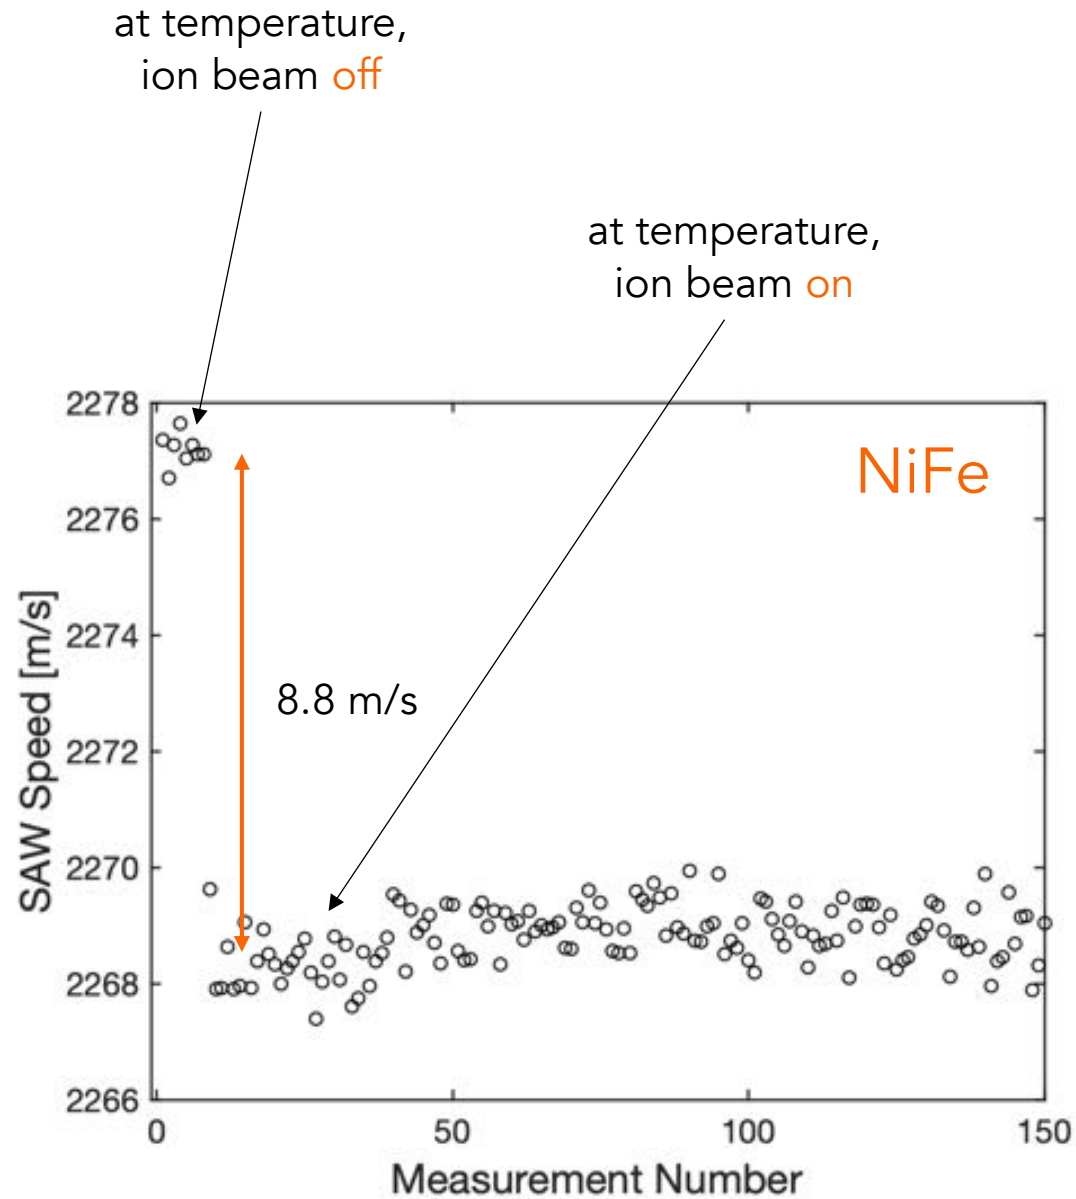 at temperature,
ion beam off
at temperature,
ion beam on
2278
NiFe
2276
2274
8.8 m/s
2272
2270
2268
2266
SAW Speed [m/s]
0
50
100
150
Measurement Number